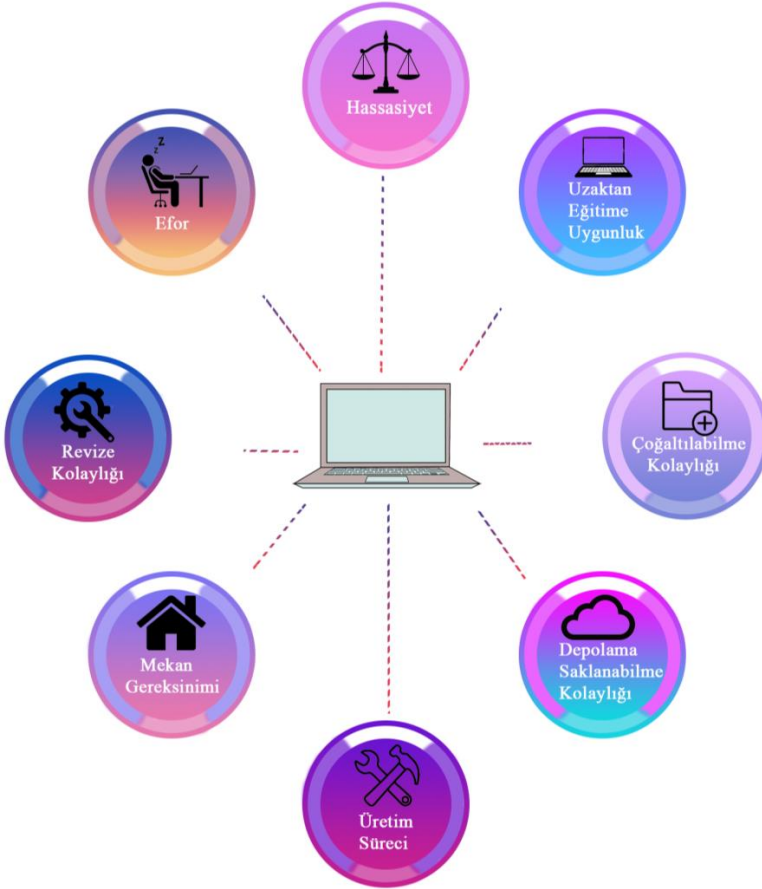 Hassasiyet
Uzaktan
Eğitime
Uygunluk
Çoğaltılabilme
Kolaylığı
Depolama
Saklanabilme
Kolaylığı
Üretim
Süreci
Mekan
Gereksinimi
Revize
Kolaylığı
z
z
Efor